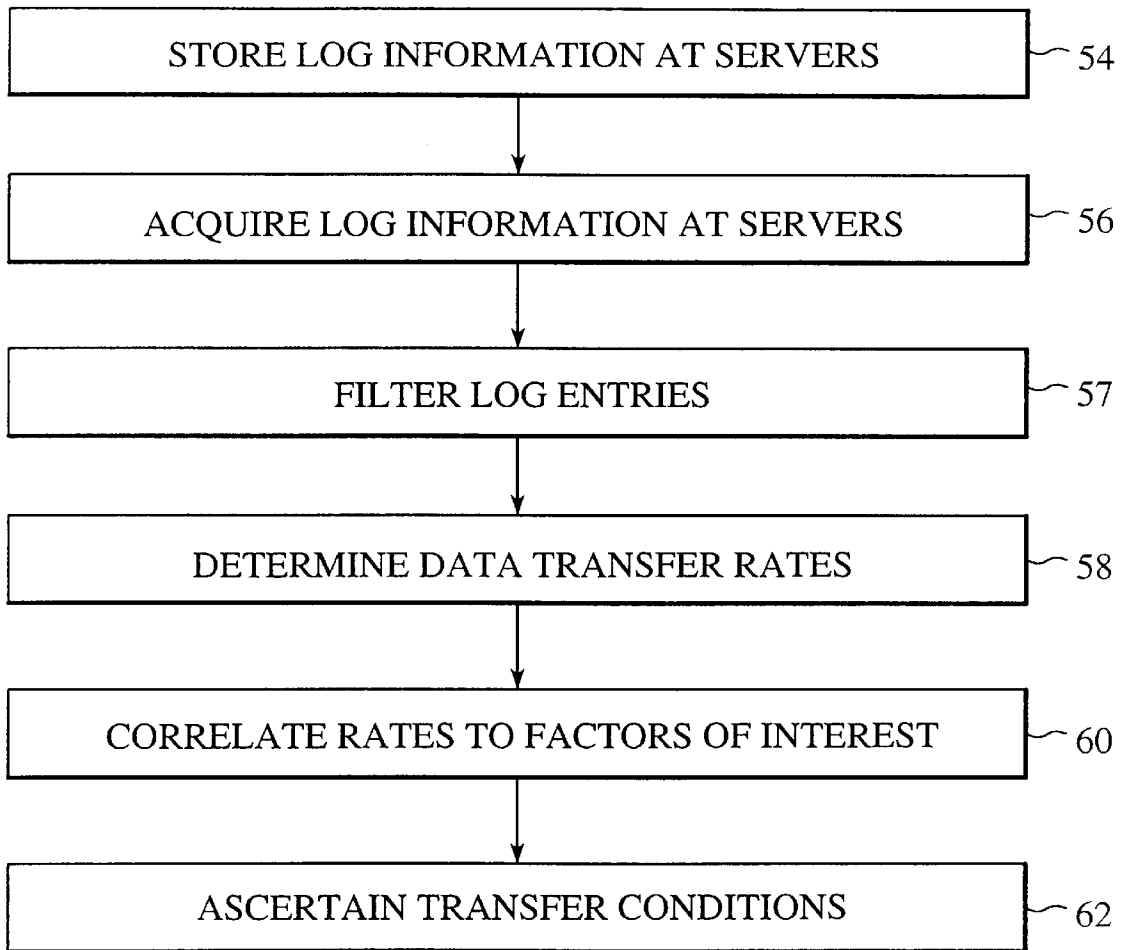 STORE LOG INFORMATION AT SERVERS 54
ACQUIRE LOG INFORMATION AT SERVERS 56
FILTER LOG ENTRIES 57
DETERMINE DATA TRANSFER RATES 58
CORRELATE RATES TO FACTORS OF INTEREST 60
ASCERTAIN TRANSFER CONDITIONS 62